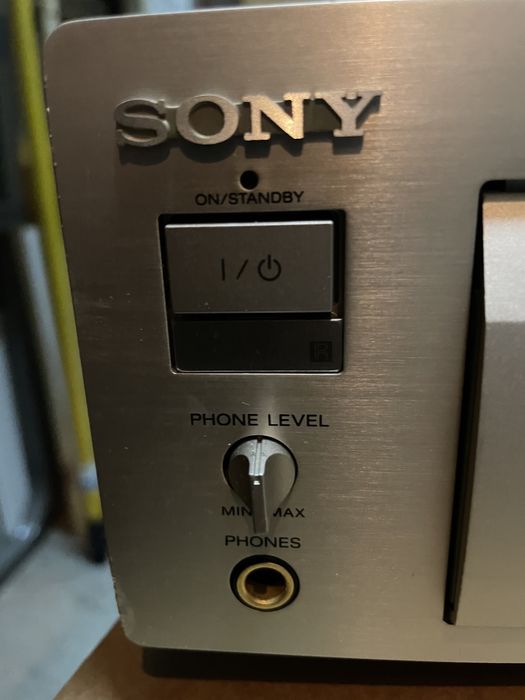 SONY
ON/STANDBY
I/⏻
R
PHONE LEVEL
MIN MAX
PHONES